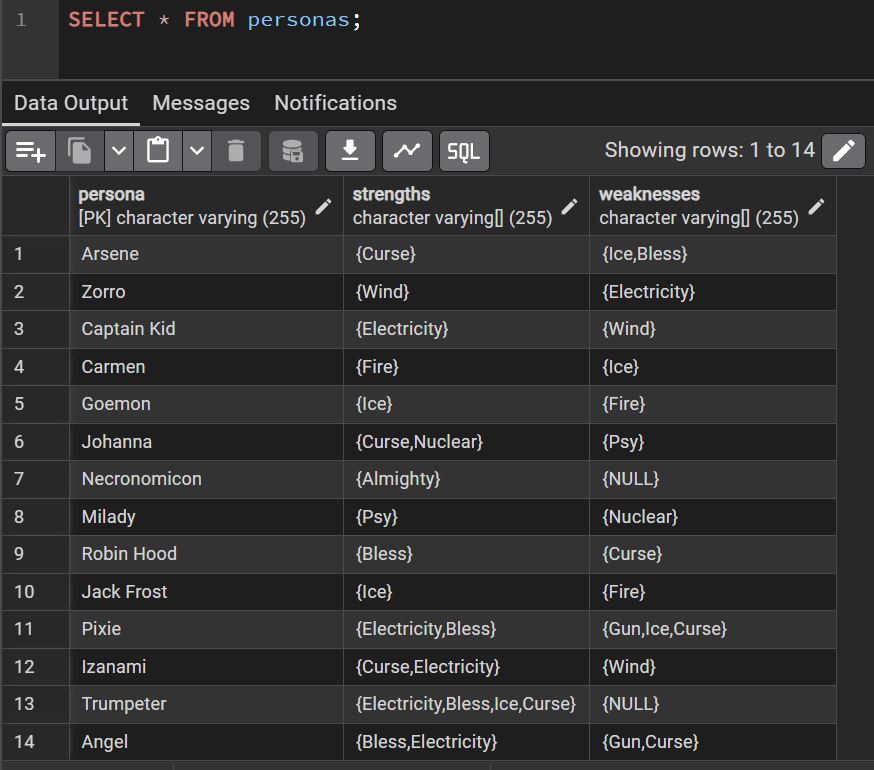 1 SELECT * FROM personas;
Data Output Messages Notifications
SQL Showing rows: 1 to 14
persona strengths weaknesses
[PK] character varying (255) character varying[] (255) character varying[] (255)
1 Arsene {Curse} {Ice,Bless}
2 Zorro {Wind} {Electricity}
3 Captain Kid {Electricity} {Wind}
4 Carmen {Fire} {Ice}
5 Goemon {Ice} {Fire}
6 Johanna {Curse,Nuclear} {Psy}
7 Necronomicon {Almighty} {NULL}
8 Milady {Psy} {Nuclear}
9 Robin Hood {Bless} {Curse}
10 Jack Frost {Ice} {Fire}
11 Pixie {Electricity,Bless} {Gun,Ice,Curse}
12 Izanami {Curse,Electricity} {Wind}
13 Trumpeter {Electricity,Bless,Ice,Curse} {NULL}
14 Angel {Bless,Electricity} {Gun,Curse}